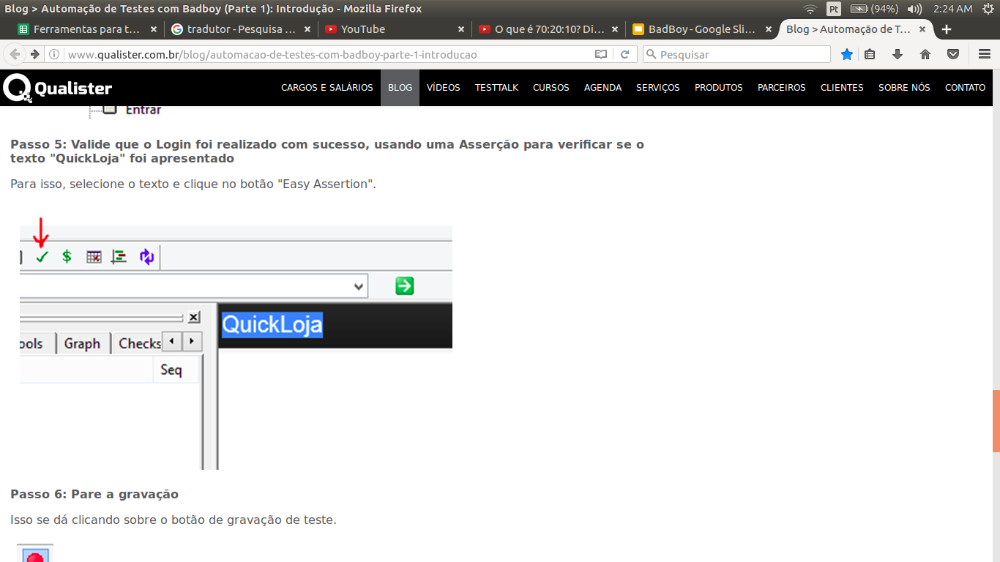 Blog > Automação de Testes com Badboy (Parte 1): Introdução - Mozilla Firefox
Pt (94%) 2:24 AM
Ferramentas para t...
tradutor - Pesquisa ...
YouTube
O que é 70:20:10? Di...
BadBoy - Google Sli...
Blog > Automação de T...
www.qualister.com.br/blog/automacao-de-testes-com-badboy-parte-1-introducao
Pesquisar
Qualister
CARGOS E SALÁRIOS BLOG VÍDEOS TESTTALK CURSOS AGENDA SERVIÇOS PRODUTOS PARCEIROS CLIENTES SOBRE NÓS CONTATO
Entrar
Passo 5: Valide que o Login foi realizado com sucesso, usando uma Asserção para verificar se o
texto "QuickLoja" foi apresentado
Para isso, selecione o texto e clique no botão "Easy Assertion".
QuickLoja
ools Graph Checks
Seq
Passo 6: Pare a gravação
Isso se dá clicando sobre o botão de gravação de teste.